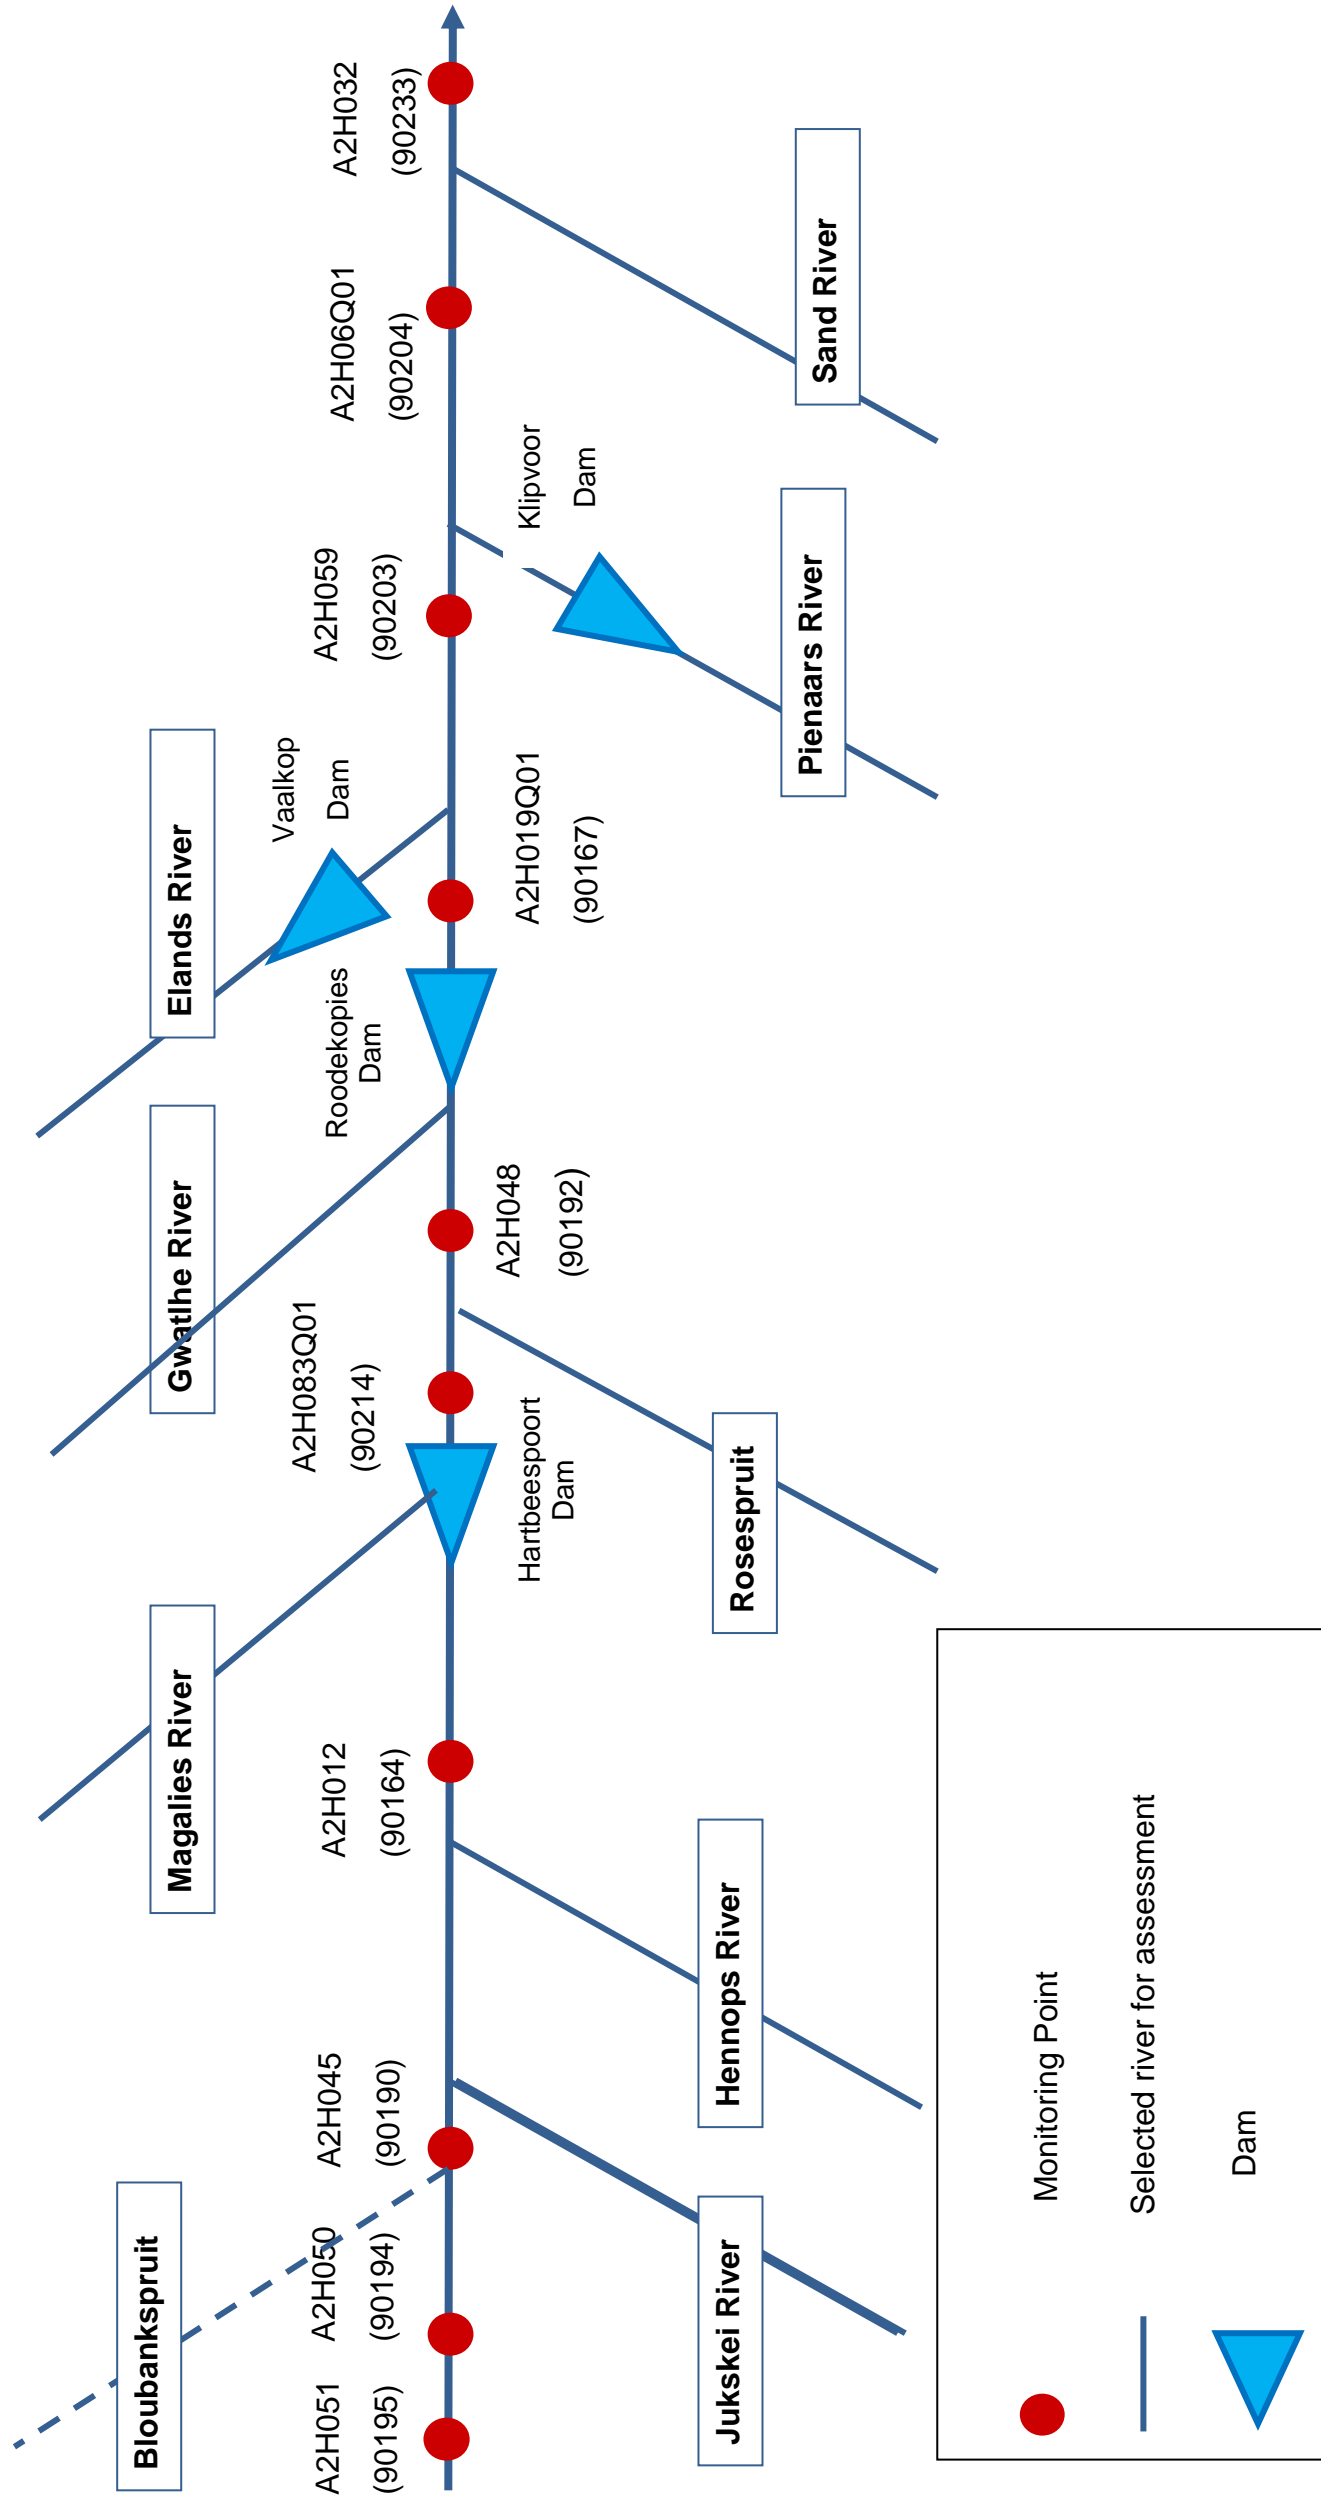 Bloubankspruit
Magalies River
Gwatlhe River
Elands River
A2H051
(90195)
A2H050
(90194)
A2H045
(90190)
A2H012
(90164)
A2H083Q01
(90214)
Roodekopies
Dam
Vaalkop
Dam
A2H059
(90203)
A2H06Q01
(90204)
A2H032
(90233)
Hartbeespoort
Dam
A2H048
(90192)
A2H019Q01
(90167)
Klipvoor
Dam
Jukskei River
Hennops River
Rosespruit
Pienaars River
Sand River
Monitoring Point
Selected river for assessment
Dam